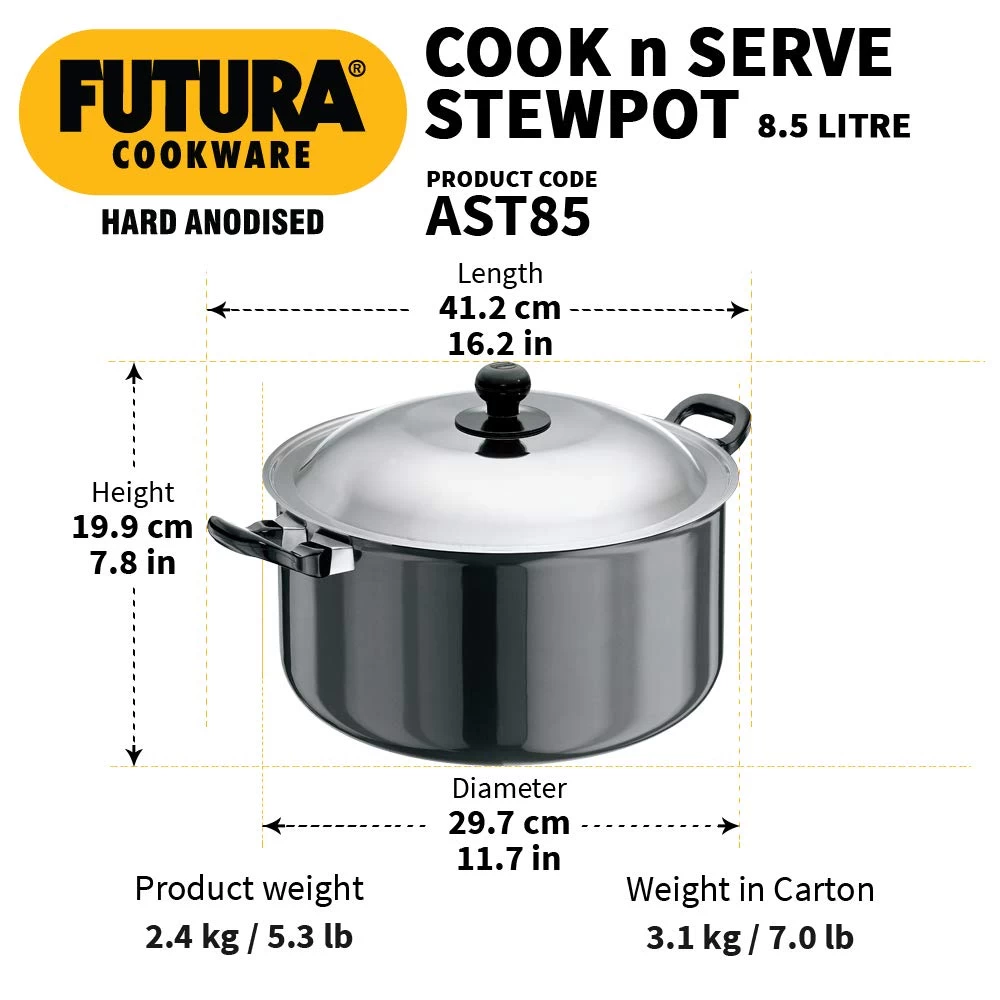 FUTURA®
COOKWARE
HARD ANODISED
COOK n SERVE
STEWPOT 8.5 LITRE
PRODUCT CODE
AST85
Length
41.2 cm
16.2 in
Height
19.9 cm
7.8 in
Diameter
29.7 cm
11.7 in
Product weight
2.4 kg / 5.3 lb
Weight in Carton
3.1 kg / 7.0 lb